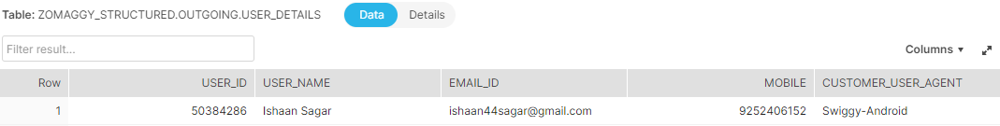 Table: ZOMAGGY_STRUCTURED.OUTGOING.USER_DETAILS Data Details
Filter result... Columns
Row USER_ID USER_NAME EMAIL_ID MOBILE CUSTOMER_USER_AGENT
1 50384286 Ishaan Sagar ishaan44sagar@gmail.com 9252406152 Swiggy-Android